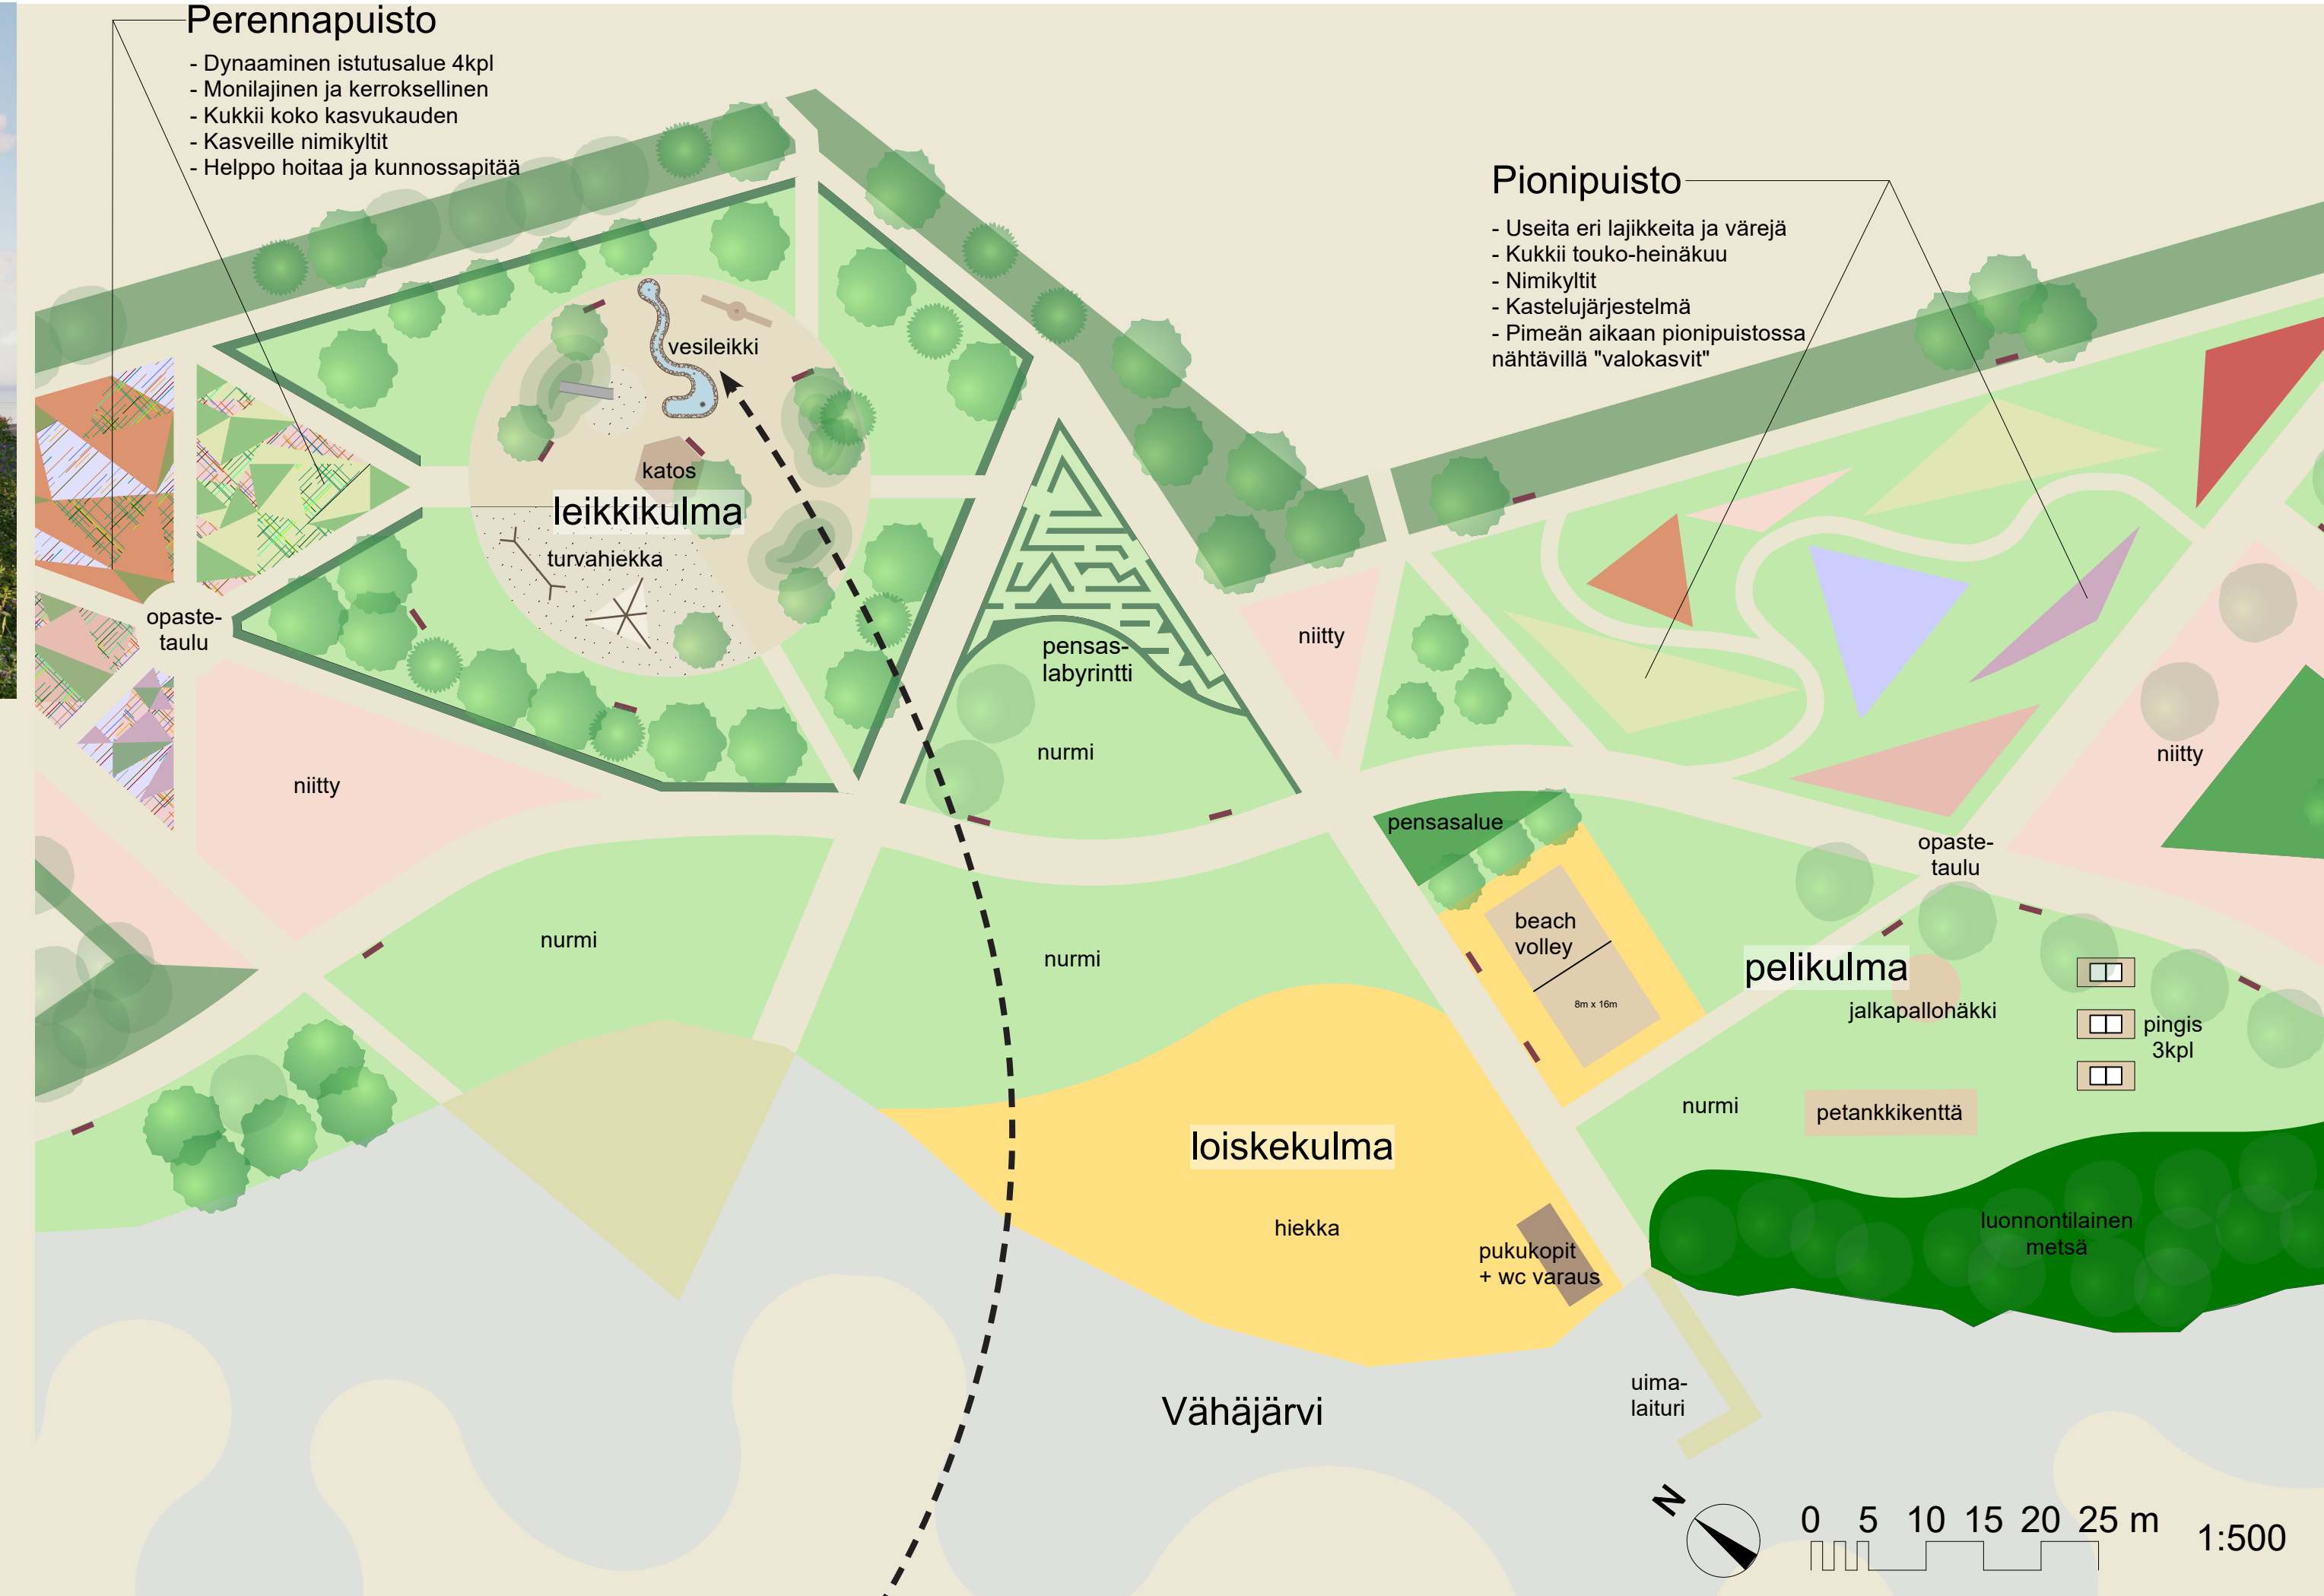 Perennapuisto
- Dynaaminen istutusalue 4kpl
- Monilajinen ja kerroksellinen
- Kukkii koko kasvukauden
- Kasveille nimikyltit
- Helppo hoitaa ja kunnossapitää
Pionipuisto
- Useita eri lajikkeita ja värejä
- Kukkii touko-heinäkuu
- Nimikyltit
- Kastelujärjestelmä
- Pimeän aikaan pionipuistossa
nähtävillä "valokasvit"
vesileikki
katos
leikkikulma
turvahiekka
opaste-
taulu
pensas-
labyrintti
niitty
nurmi
niitty
niitty
pensasalue
opaste-
taulu
nurmi
nurmi
beach
volley
8m x 16m
pelikulma
jalkapallohäkki
pingis
3kpl
nurmi
petankkikenttä
loiskekulma
hiekka
pukukopit
+ wc varaus
luonnontilainen
metsä
uima-
laituri
Vähäjärvi
N
0 5 10 15 20 25 m
1:500